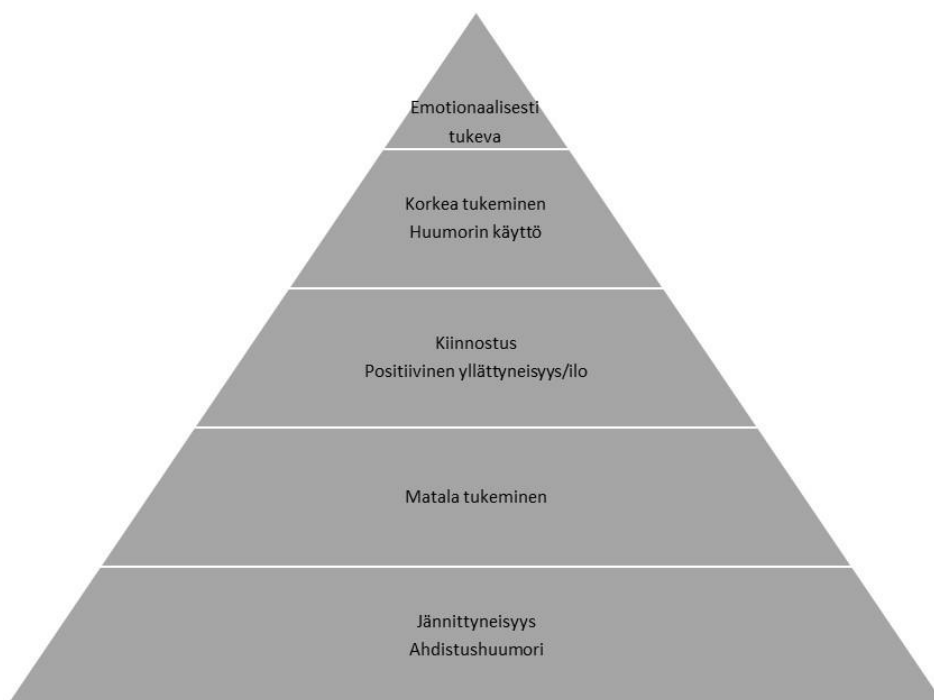 Emotionaalisesti
tukeva
Korkea tukeminen
Huumorin käyttö
Kiinnostus
Positiivinen yllättyneisyys/ilo
Matala tukeminen
Jännittyneisyys
Ahdistushuumori